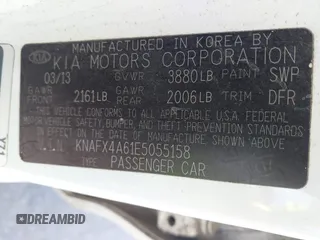 MANUFACTURED IN KOREA BY
KIA KIA MOTORS CORPORATION
03/13 GVWR 3880LB PAINT SWP
GAWR FRONT 2161LB GAWR REAR 2006LB TRIM DFR
THIS VEHICLE CONFORMS TO ALL APPLICABLE U.S.A. FEDERAL
MOTOR VEHICLE SAFETY, BUMPER, AND THEFT PREVENTION STANDARDS
IN EFFECT ON THE DATE OF MANUFACTURE SHOWN ABOVE.
V.I.N. KNAFX4A61E5055158
PASSENGER CAR
DREAMBID